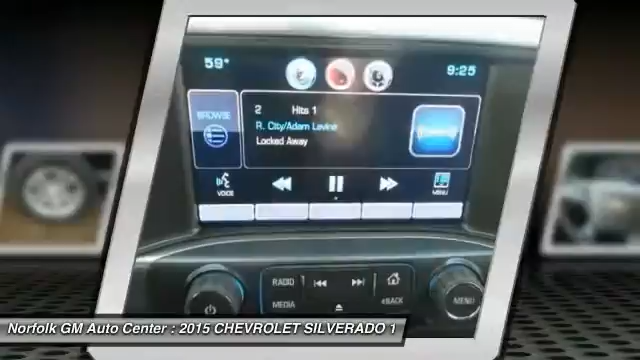 59°
9:25
BROWSE
2 Hits 1
R. City/Adam Levine
Locked Away
VOICE
MENU
RADIO
MEDIA
BACK
MENU
Norfolk GM Auto Center : 2015 CHEVROLET SILVERADO 1